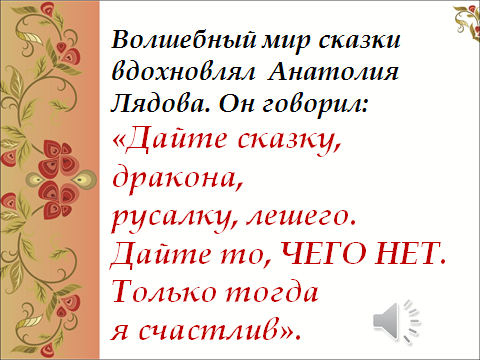 Волшебный мир сказки
вдохновлял Анатолия
Лядова. Он говорил:
«Дайте сказку,
дракона,
русалку, лешего.
Дайте то, ЧЕГО НЕТ.
Только тогда
я счастлив».